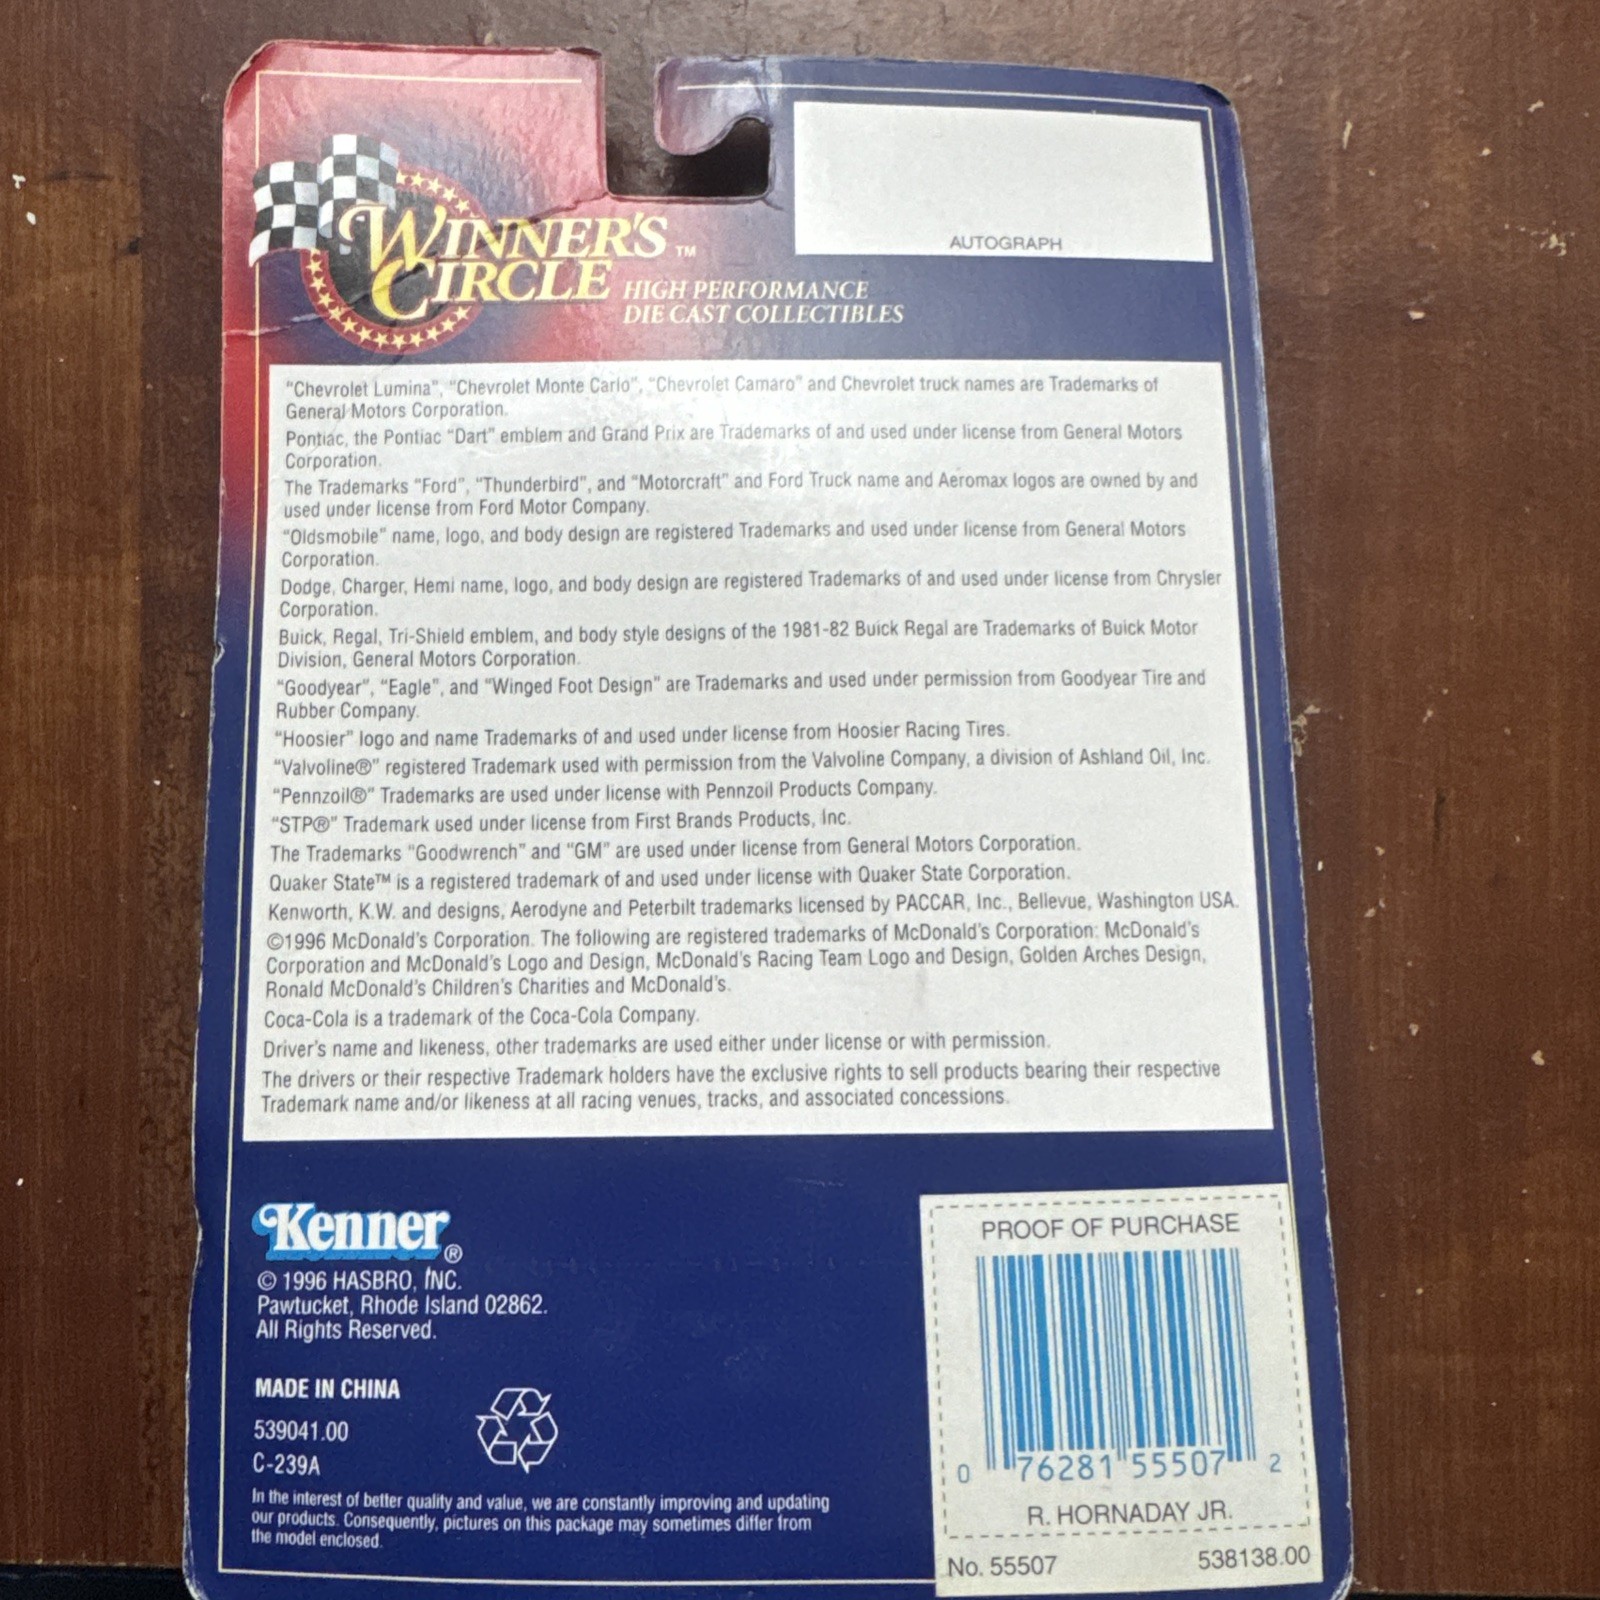 AUTOGRAPH
WINNER'S™
CIRCLE
HIGH PERFORMANCE
DIE CAST COLLECTIBLES
"Chevrolet Lumina", "Chevrolet Monte Carlo", "Chevrolet Camaro" and Chevrolet truck names are Trademarks of
General Motors Corporation.
Pontiac, the Pontiac "Dart" emblem and Grand Prix are Trademarks of and used under license from General Motors
Corporation.
The Trademarks "Ford", "Thunderbird", and "Motorcraft" and Ford Truck name and Aeromax logos are owned by and
used under license from Ford Motor Company.
"Oldsmobile" name, logo, and body design are registered Trademarks and used under license from General Motors
Corporation.
Dodge, Charger, Hemi name, logo, and body design are registered Trademarks of and used under license from Chrysler
Corporation.
Buick, Regal, Tri-Shield emblem, and body style designs of the 1981-82 Buick Regal are Trademarks of Buick Motor
Division, General Motors Corporation.
"Goodyear", "Eagle", and "Winged Foot Design" are Trademarks and used under permission from Goodyear Tire and
Rubber Company.
"Hoosier" logo and name Trademarks of and used under license from Hoosier Racing Tires.
"Valvoline®" registered Trademark used with permission from the Valvoline Company, a division of Ashland Oil, Inc.
"Pennzoil®" Trademarks are used under license with Pennzoil Products Company.
"STP®" Trademark used under license from First Brands Products, Inc.
The Trademarks "Goodwrench" and "GM" are used under license from General Motors Corporation.
Quaker State™ is a registered trademark of and used under license with Quaker State Corporation.
Kenworth, K.W. and designs, Aerodyne and Peterbilt trademarks licensed by PACCAR, Inc., Bellevue, Washington USA.
©1996 McDonald's Corporation. The following are registered trademarks of McDonald's Corporation: McDonald's
Corporation and McDonald's Logo and Design, McDonald's Racing Team Logo and Design, Golden Arches Design,
Ronald McDonald's Children's Charities and McDonald's.
Coca-Cola is a trademark of the Coca-Cola Company.
Driver's name and likeness, other trademarks are used either under license or with permission.
The drivers or their respective Trademark holders have the exclusive rights to sell products bearing their respective
Trademark name and/or likeness at all racing venues, tracks, and associated concessions.
Kenner®
© 1996 HASBRO, INC.
Pawtucket, Rhode Island 02862.
All Rights Reserved.
MADE IN CHINA
539041.00
C-239A
In the interest of better quality and value, we are constantly improving and updating
our products. Consequently, pictures on this package may sometimes differ from
the model enclosed.
PROOF OF PURCHASE
0 76281 55507 2
R. HORNADAY JR.
No. 55507 538138.00